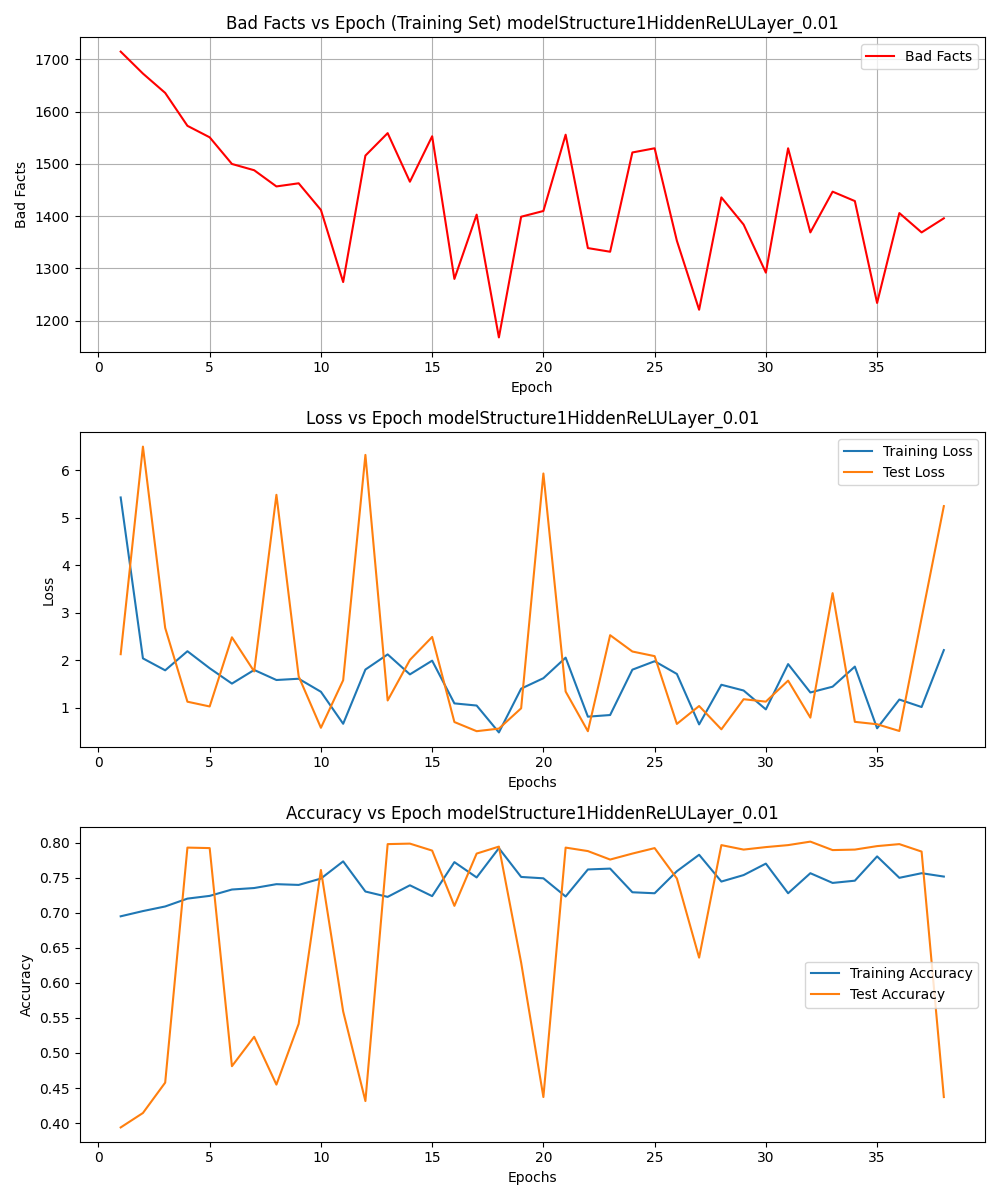 Bad Facts vs Epoch (Training Set) modelStructure1HiddenReLULayer_0.01
1700
1600
1500
1400
1300
1200
Bad Facts
Bad Facts
0 5 10 15 20 25 30 35
Epoch
Loss vs Epoch modelStructure1HiddenReLULayer_0.01
6
5
4
3
2
1
Loss
Training Loss
Test Loss
0 5 10 15 20 25 30 35
Epochs
Accuracy vs Epoch modelStructure1HiddenReLULayer_0.01
0.80
0.75
0.70
0.65
0.60
0.55
0.50
0.45
0.40
Accuracy
Training Accuracy
Test Accuracy
0 5 10 15 20 25 30 35
Epochs